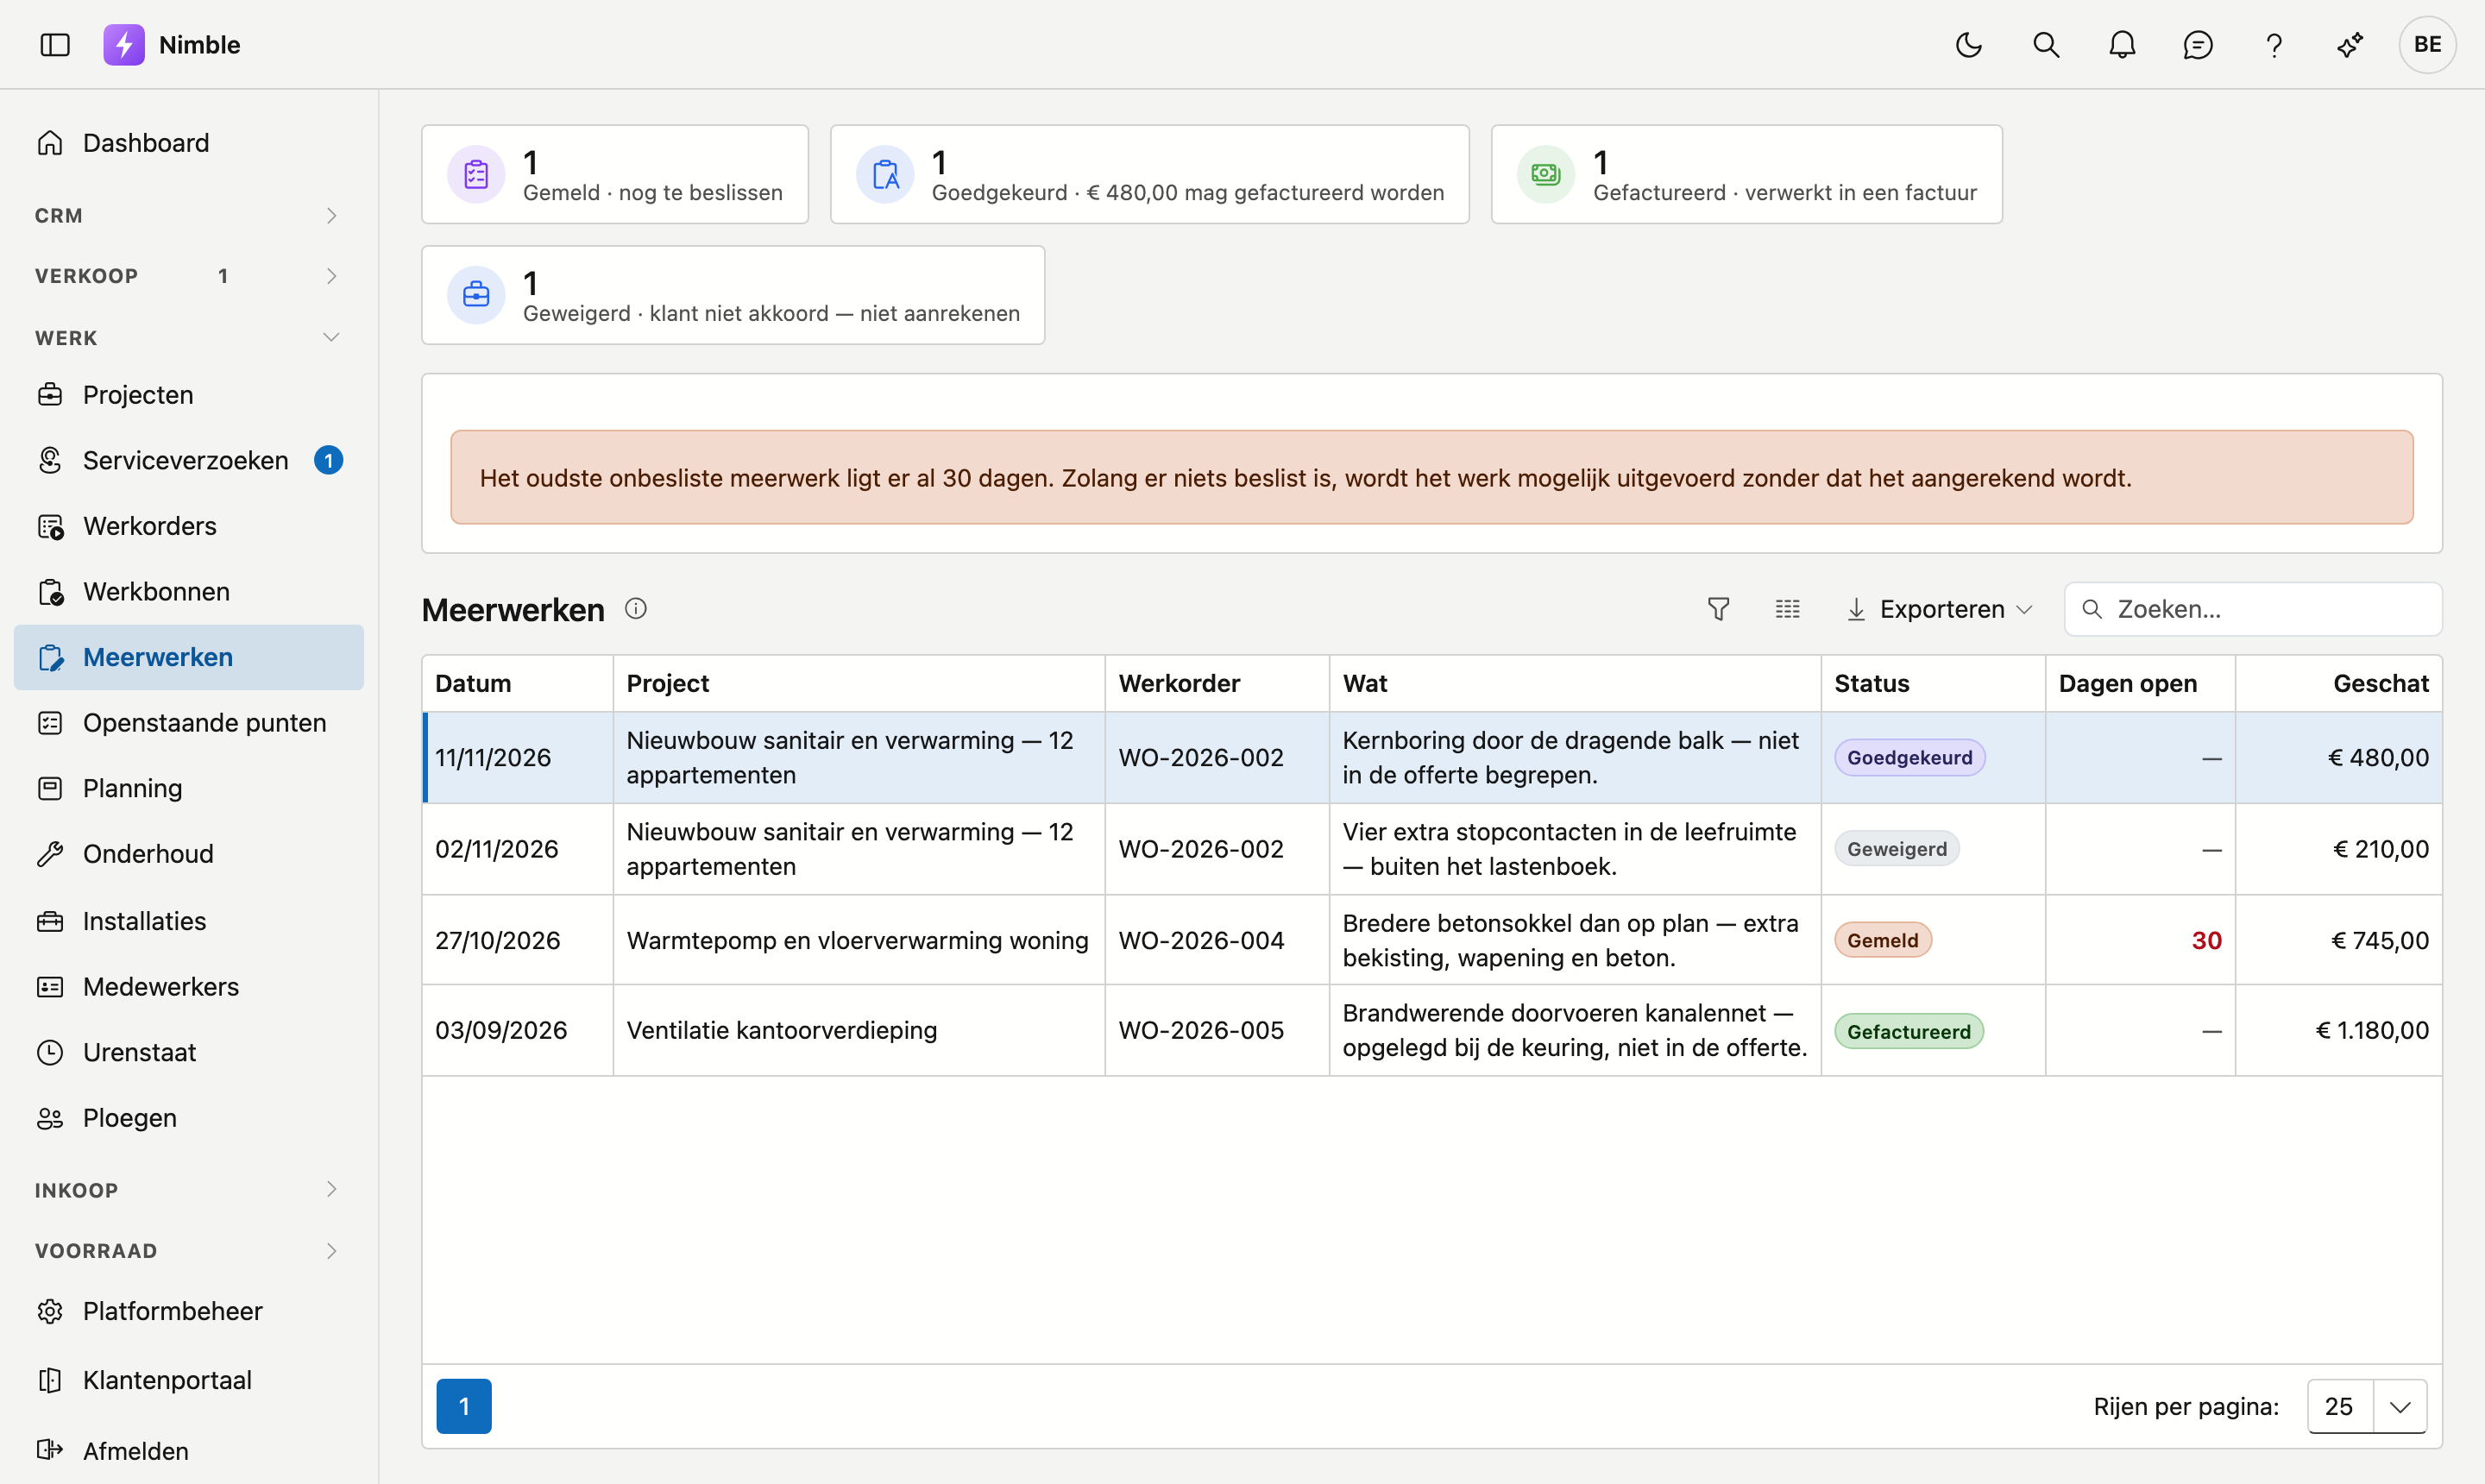 Nimble
BE
Dashboard
CRM
VERKOOP 1
WERK
Projecten
Serviceverzoeken 1
Werkorders
Werkbonnen
Meerwerken
Openstaande punten
Planning
Onderhoud
Installaties
Medewerkers
Urenstaat
Ploegen
INKOOP
VOORRAAD
Platformbeheer
Klantenportaal
Afmelden
1
Gemeld · nog te beslissen
1
Goedgekeurd · € 480,00 mag gefactureerd worden
1
Gefactureerd · verwerkt in een factuur
1
Geweigerd · klant niet akkoord — niet aanrekenen
Het oudste onbesliste meerwerk ligt er al 30 dagen. Zolang er niets beslist is, wordt het werk mogelijk uitgevoerd zonder dat het aangerekend wordt.
Meerwerken
Exporteren
Zoeken...
Datum Project Werkorder Wat Status Dagen open Geschat
11/11/2026 Nieuwbouw sanitair en verwarming — 12 appartementen WO-2026-002 Kernboring door de dragende balk — niet in de offerte begrepen. Goedgekeurd — € 480,00
02/11/2026 Nieuwbouw sanitair en verwarming — 12 appartementen WO-2026-002 Vier extra stopcontacten in de leefruimte — buiten het lastenboek. Geweigerd — € 210,00
27/10/2026 Warmtepomp en vloerverwarming woning WO-2026-004 Bredere betonsokkel dan op plan — extra bekisting, wapening en beton. Gemeld 30 € 745,00
03/09/2026 Ventilatie kantoorverdieping WO-2026-005 Brandwerende doorvoeren kanalennet — opgelegd bij de keuring, niet in de offerte. Gefactureerd — € 1.180,00
1
Rijen per pagina: 25